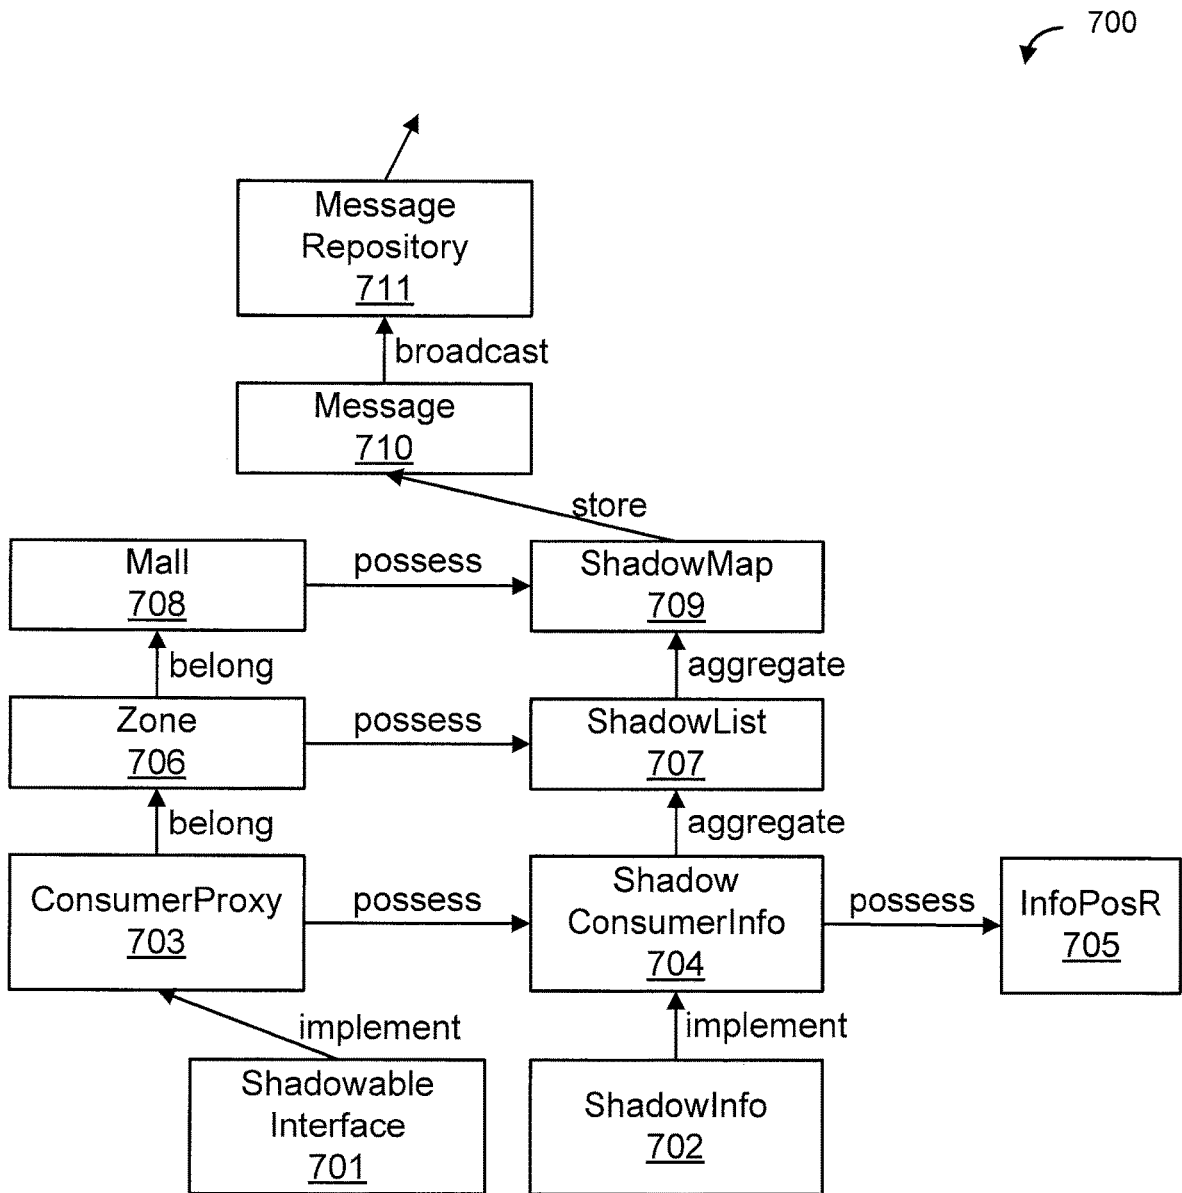 700
Message
Repository
711
broadcast
Message
710
store
Mall
708
possess
ShadowMap
709
belong
aggregate
Zone
706
possess
ShadowList
707
belong
aggregate
ConsumerProxy
703
possess
Shadow
ConsumerInfo
704
possess
InfoPosR
705
implement
implement
Shadowable
Interface
701
ShadowInfo
702